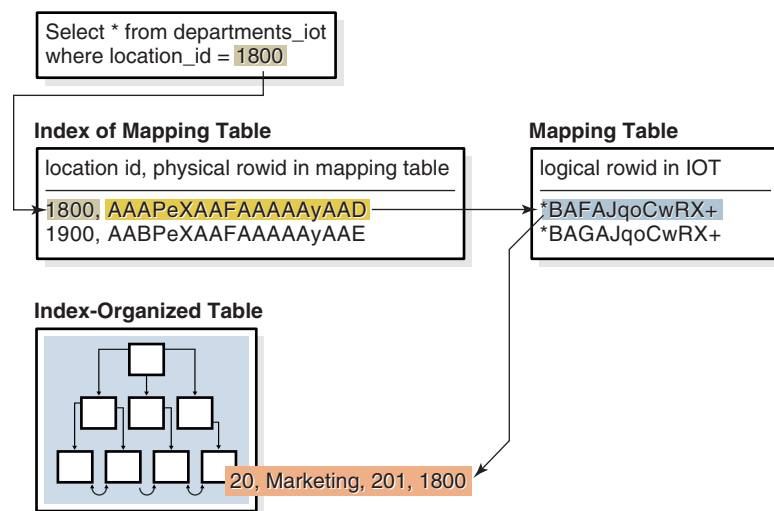 Select * from departments_iot
where location_id = 1800
Index of Mapping Table
location id, physical rowid in mapping table
1800, AAAPeXAAFAAAAAyAAD
1900, AABPeXAAFAAAAAyAAE
Mapping Table
logical rowid in IOT
*BAFAJqoCwRX+
*BAGAJqoCwRX+
Index-Organized Table
20, Marketing, 201, 1800